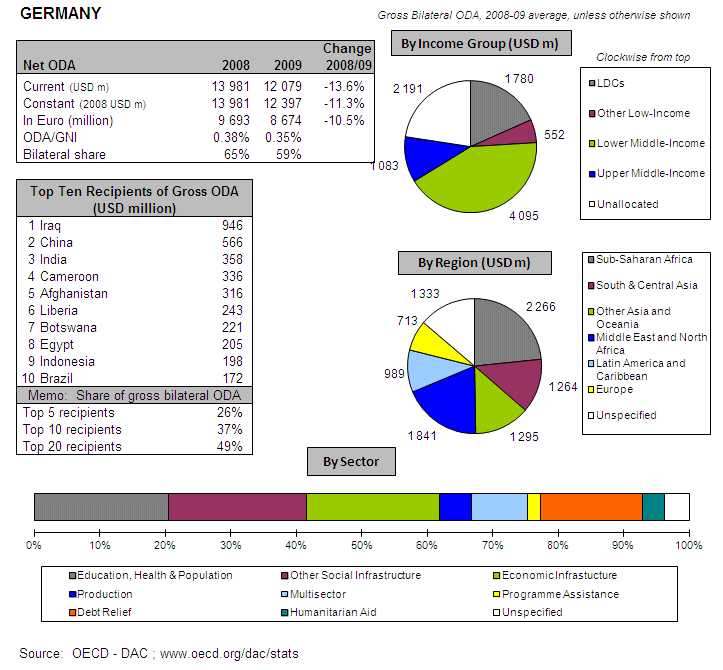 GERMANY
Gross Bilateral ODA, 2008-09 average, unless otherwise shown
Net ODA 2008 2009 Change 2008/09
Current (USD m) 13 981 12 079 -13.6%
Constant (2008 USD m) 13 981 12 397 -11.3%
In Euro (million) 9 693 8 674 -10.5%
ODA/GNI 0.38% 0.35%
Bilateral share 65% 59%
By Income Group (USD m)
Clockwise from top
2 191
1 780
552
1 083
4 095
LDCs
Other Low-Income
Lower Middle-Income
Upper Middle-Income
Unallocated
Top Ten Recipients of Gross ODA
(USD million)
1 Iraq 946
2 China 566
3 India 358
4 Cameroon 336
5 Afghanistan 316
6 Liberia 243
7 Botswana 221
8 Egypt 205
9 Indonesia 198
10 Brazil 172
Memo: Share of gross bilateral ODA
Top 5 recipients 26%
Top 10 recipients 37%
Top 20 recipients 49%
By Region (USD m)
1 333
2 266
713
989
1 264
1 841
1 295
Sub-Saharan Africa
South & Central Asia
Other Asia and
Oceania
Middle East and North
Africa
Latin America and
Caribbean
Europe
Unspecified
By Sector
0% 10% 20% 30% 40% 50% 60% 70% 80% 90% 100%
Education, Health & Population Other Social Infrastructure Economic Infrastucture
Production Multisector Programme Assistance
Debt Relief Humanitarian Aid Unspecified
Source: OECD - DAC ; www.oecd.org/dac/stats